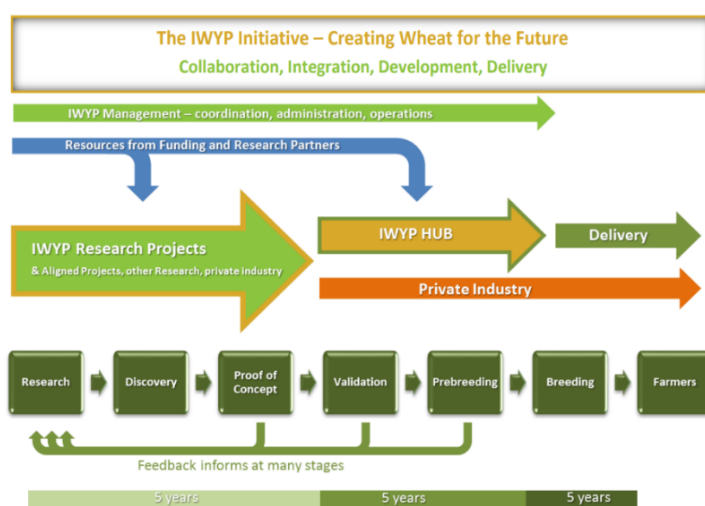 The IWYP Initiative – Creating Wheat for the Future
Collaboration, Integration, Development, Delivery
IWYP Management – coordination, administration, operations
Resources from Funding and Research Partners
IWYP Research Projects
& Aligned Projects, other Research, private industry
IWYP HUB
Delivery
Private Industry
Research
Discovery
Proof of
Concept
Validation
Prebreeding
Breeding
Farmers
Feedback informs at many stages
5 years
5 years
5 years